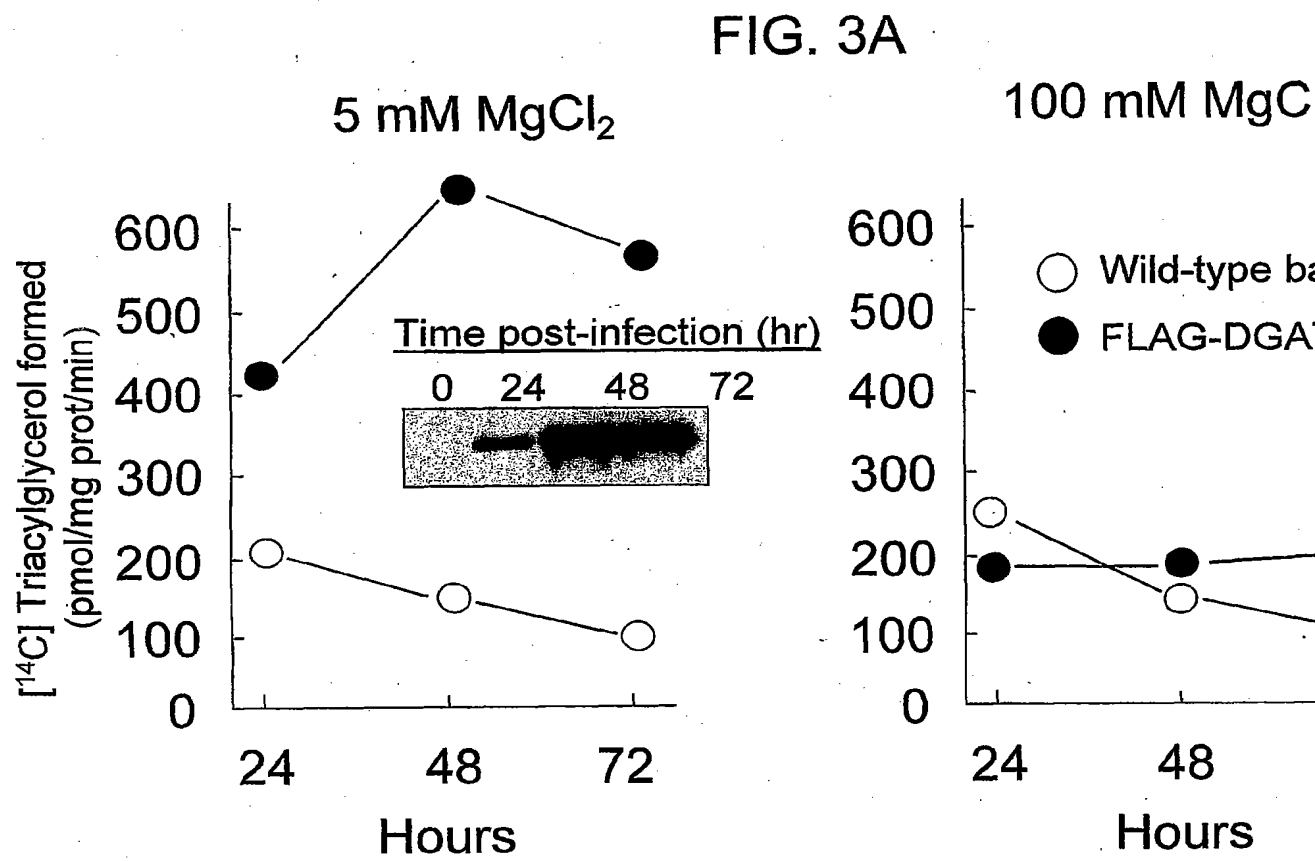 FIG. 3A
5 mM MgCl₂
[¹⁴C] Triacylglycerol formed
(pmol/mg prot/min)
600
500
400
300
200
100
0
Time post-infection (hr)
0 24 48 72
24 48 72
Hours
100 mM MgC
600
500
400
300
200
100
0
Wild-type
FLAG-DGA
24 48
Hours